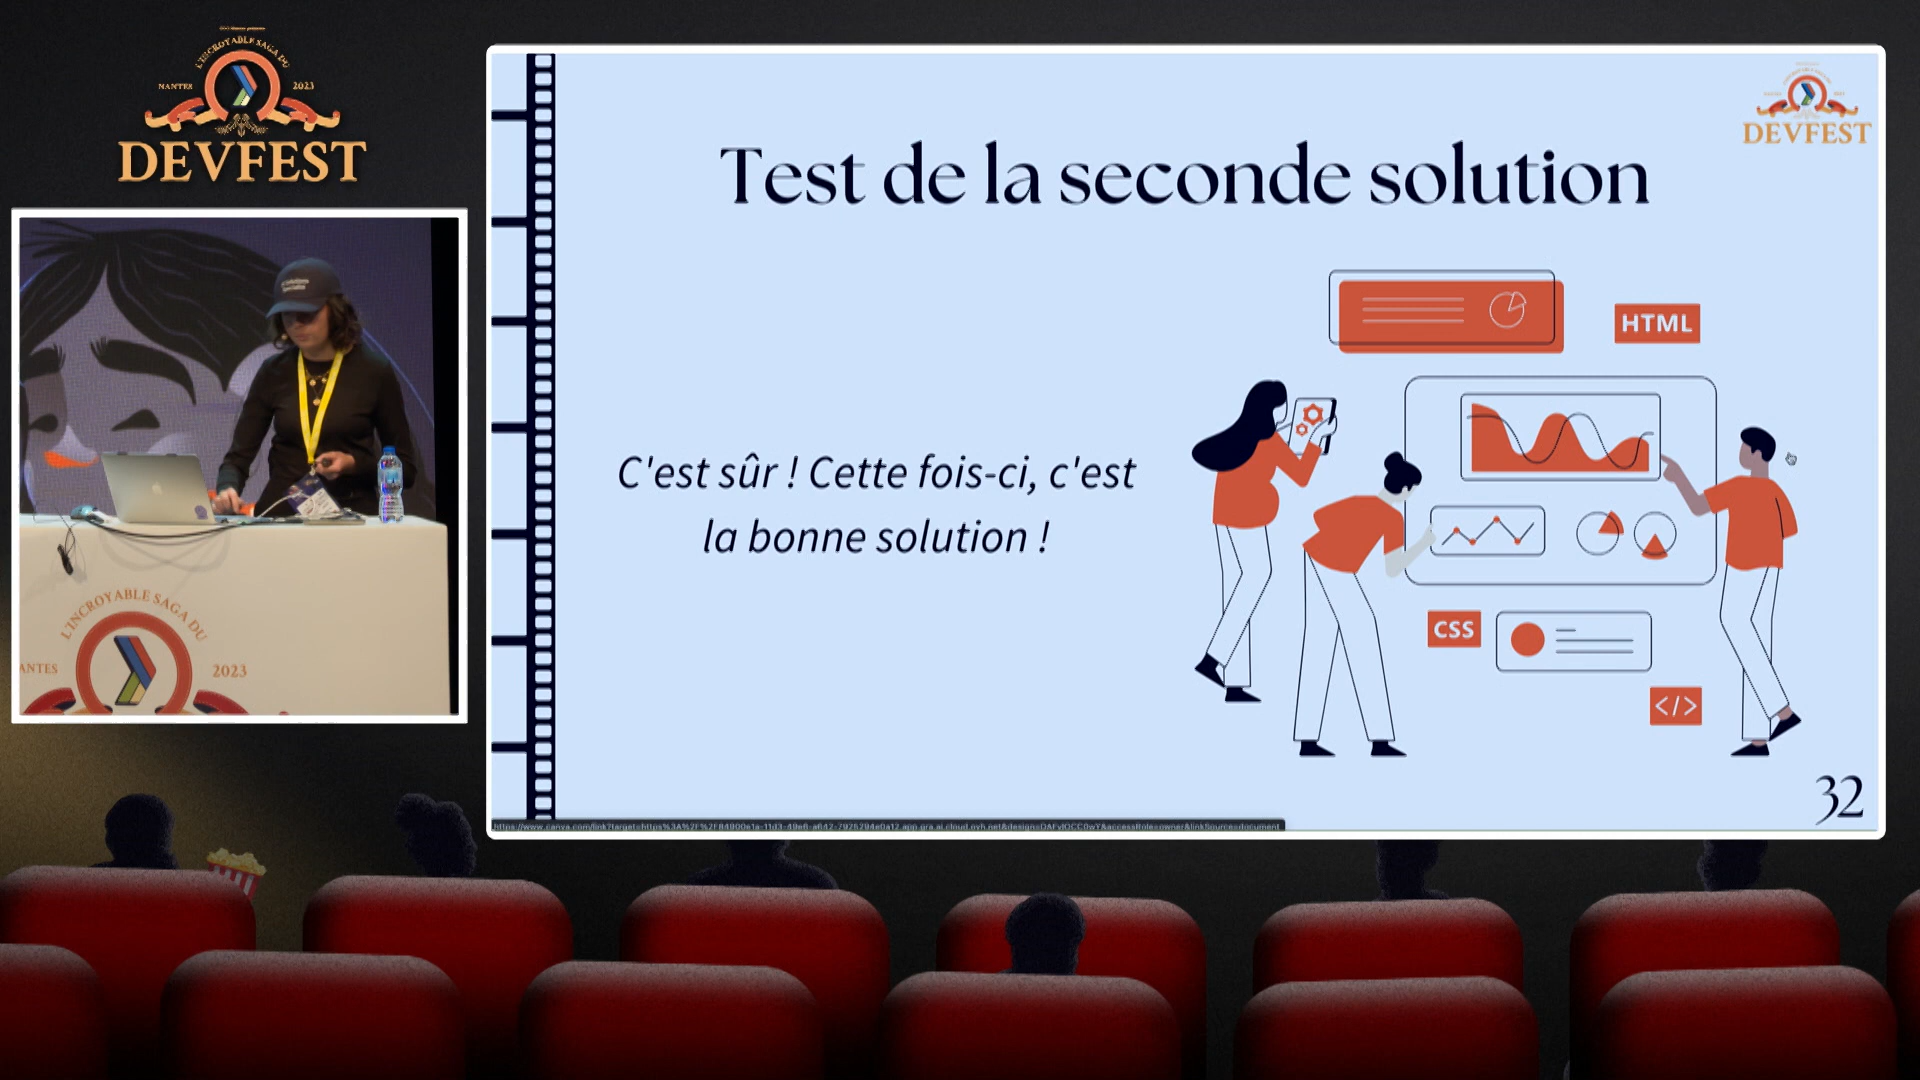 L'INCROYABLE SAGA DU
NANTES
2023
DEVFEST
L'INCROYABLE SAGA DU
ANTES
2023
DEVFEST
Test de la seconde solution
C'est sûr ! Cette fois-ci, c'est
la bonne solution !
HTML
CSS
</>
32